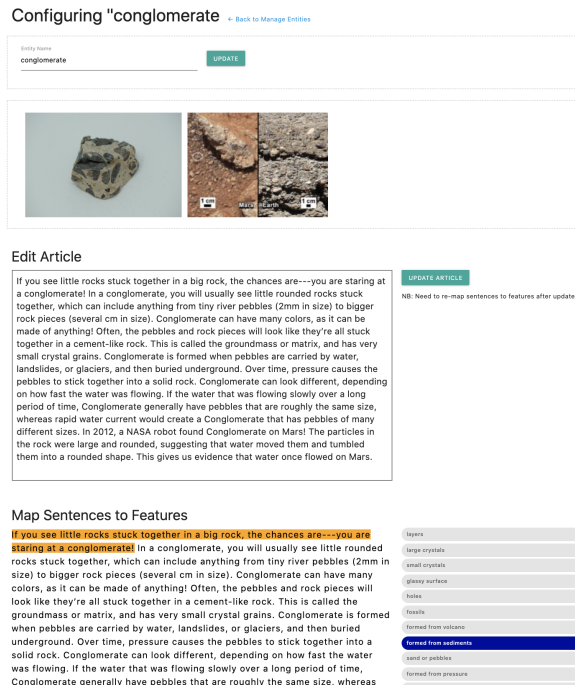 Configuring "conglomerate
← Back to Manage Entities
Entity Name
conglomerate
UPDATE
1 cm
Mars
Earth
1 cm
Edit Article
If you see little rocks stuck together in a big rock, the chances are---you are staring at
a conglomerate! In a conglomerate, you will usually see little rounded rocks stuck
together, which can include anything from tiny river pebbles (2mm in size) to bigger
rock pieces (several cm in size). Conglomerate can have many colors, as it can be
made of anything! Often, the pebbles and rock pieces will look like they're all stuck
together in a cement-like rock. This is called the groundmass or matrix, and has very
small crystal grains. Conglomerate is formed when pebbles are carried by water,
landslides, or glaciers, and then buried underground. Over time, pressure causes the
pebbles to stick together into a solid rock. Conglomerate can look different, depending
on how fast the water was flowing. If the water that was flowing slowly over a long
period of time, Conglomerate generally have pebbles that are roughly the same size,
whereas rapid water current would create a Conglomerate that has pebbles of many
different sizes. In 2012, a NASA robot found Conglomerate on Mars! The particles in
the rock were large and rounded, suggesting that water moved them and tumbled
them into a rounded shape. This gives us evidence that water once flowed on Mars.
UPDATE ARTICLE
NB: Need to re-map sentences to features after update
Map Sentences to Features
If you see little rocks stuck together in a big rock, the chances are---you are
staring at a conglomerate! In a conglomerate, you will usually see little rounded
rocks stuck together, which can include anything from tiny river pebbles (2mm in
size) to bigger rock pieces (several cm in size). Conglomerate can have many
colors, as it can be made of anything! Often, the pebbles and rock pieces will
look like they're all stuck together in a cement-like rock. This is called the
groundmass or matrix, and has very small crystal grains. Conglomerate is formed
when pebbles are carried by water, landslides, or glaciers, and then buried
underground. Over time, pressure causes the pebbles to stick together into a
solid rock. Conglomerate can look different, depending on how fast the water
was flowing. If the water that was flowing slowly over a long period of time,
Conglomerate generally have pebbles that are roughly the same size, whereas
layers
large crystals
small crystals
glassy surface
holes
fossils
formed from volcano
formed from sediments
sand or pebbles
formed from pressure